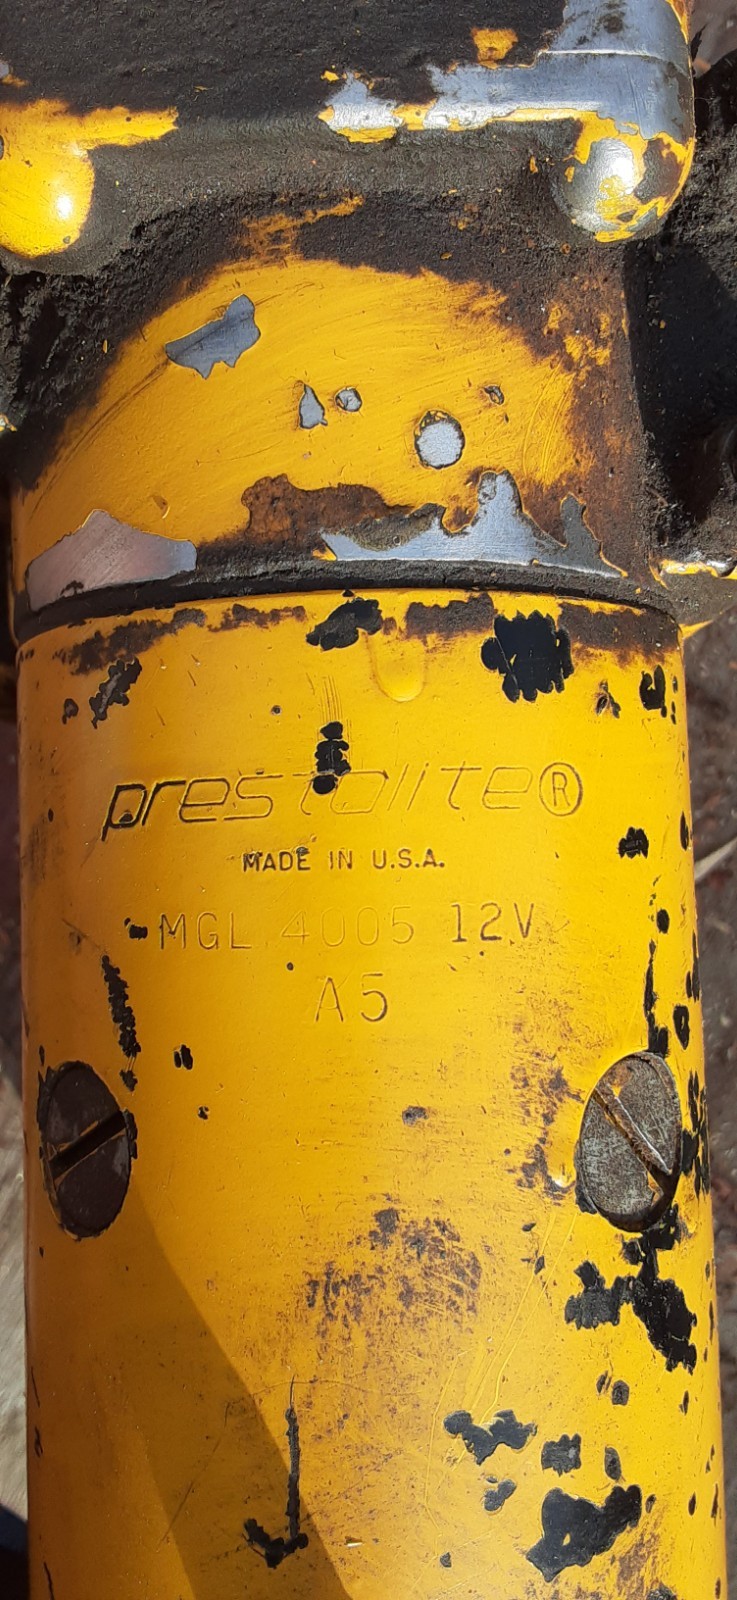 prestolite®
MADE IN U.S.A.
MGL 4005 12V
A5